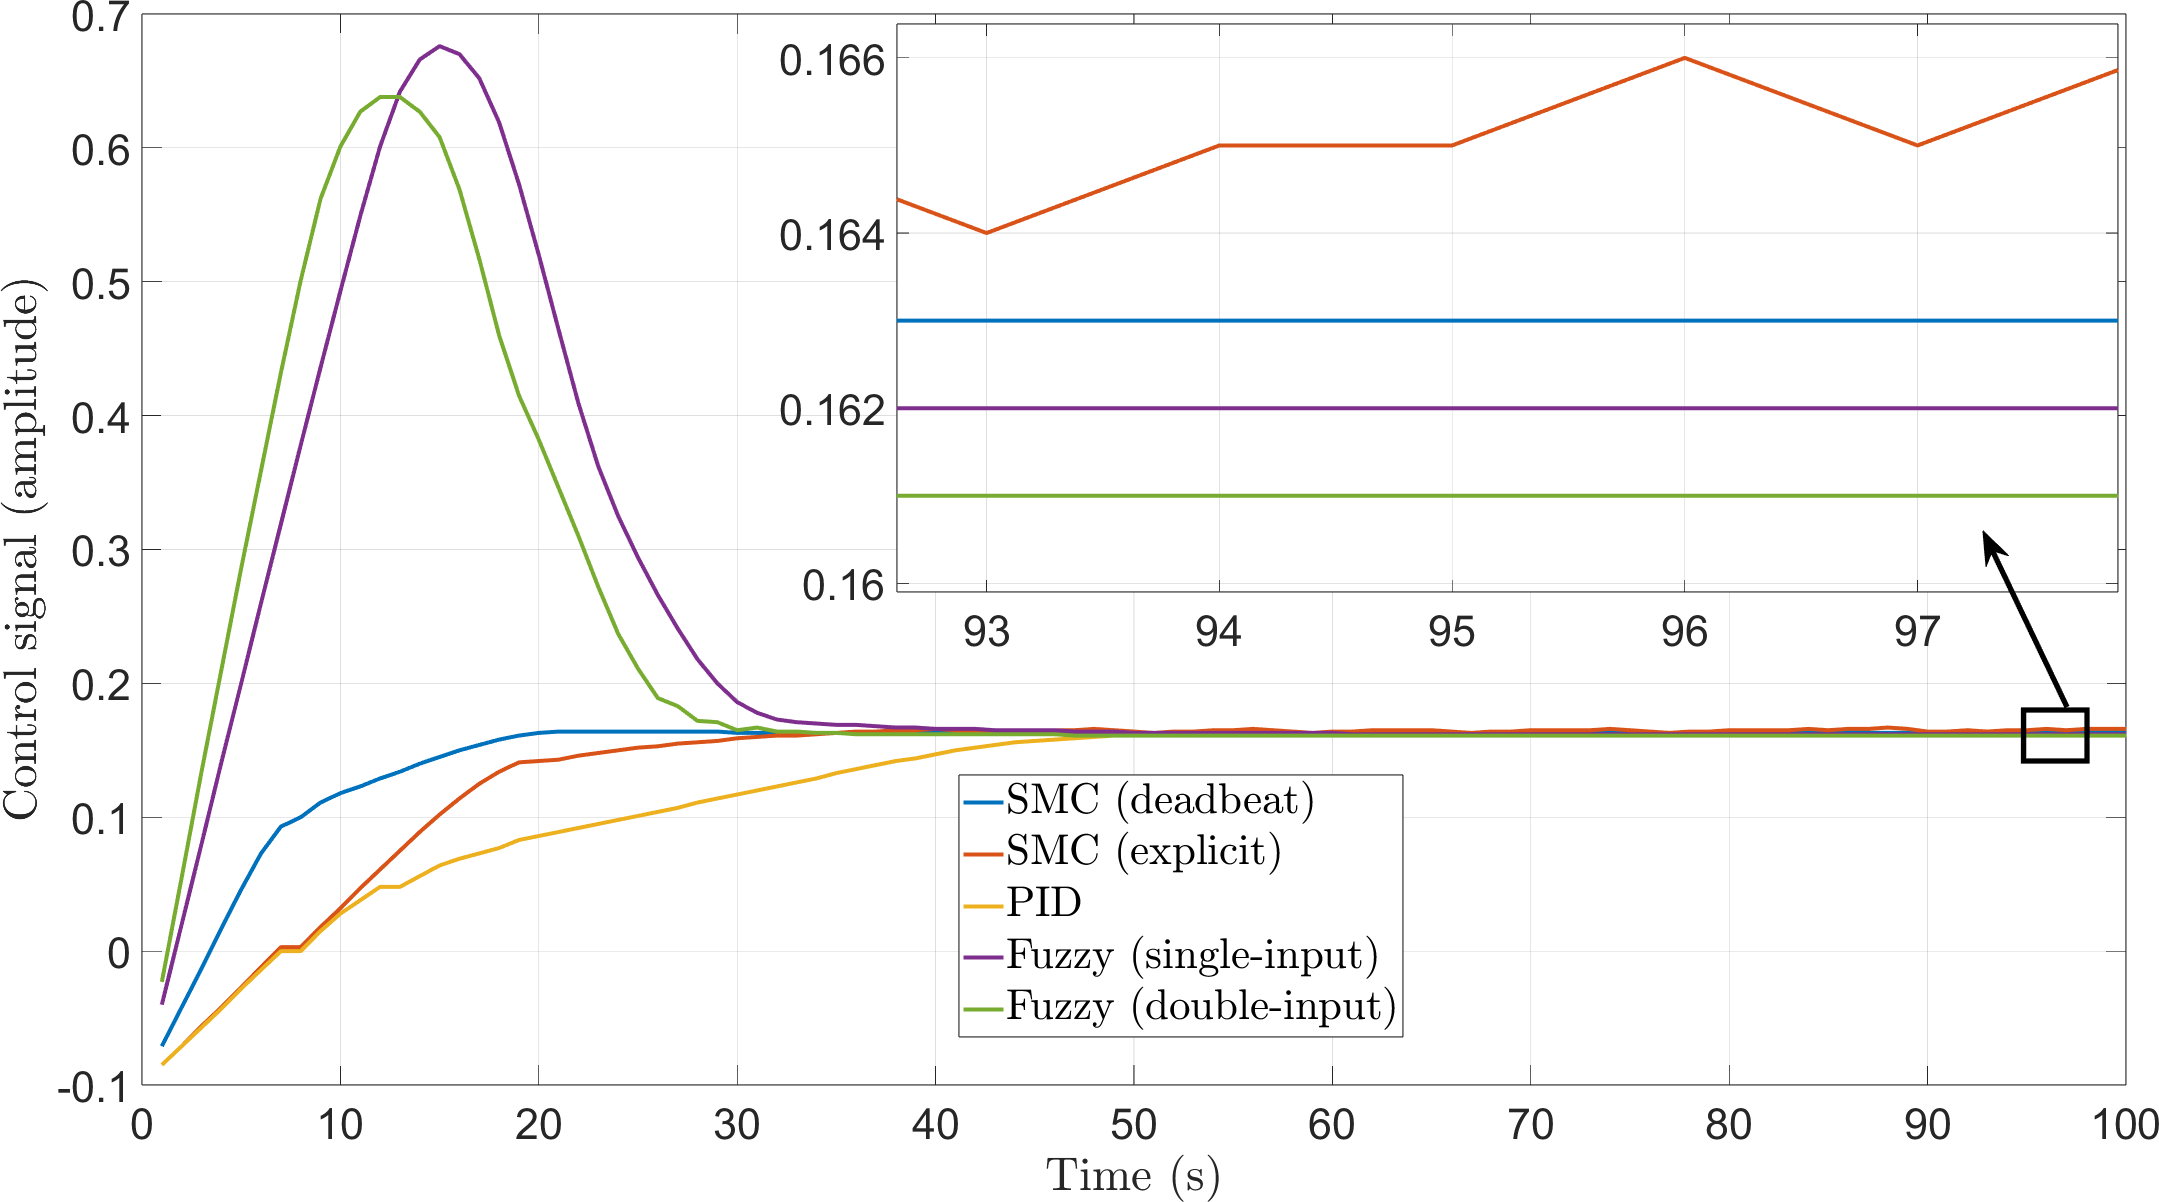 Control signal (amplitude)
0.7
0.6
0.5
0.4
0.3
0.2
0.1
0
-0.1
0 10 20 30 40 50 60 70 80 90 100
Time (s)
0.166
0.164
0.162
0.16
93 94 95 96 97
SMC (deadbeat)
SMC (explicit)
PID
Fuzzy (single-input)
Fuzzy (double-input)